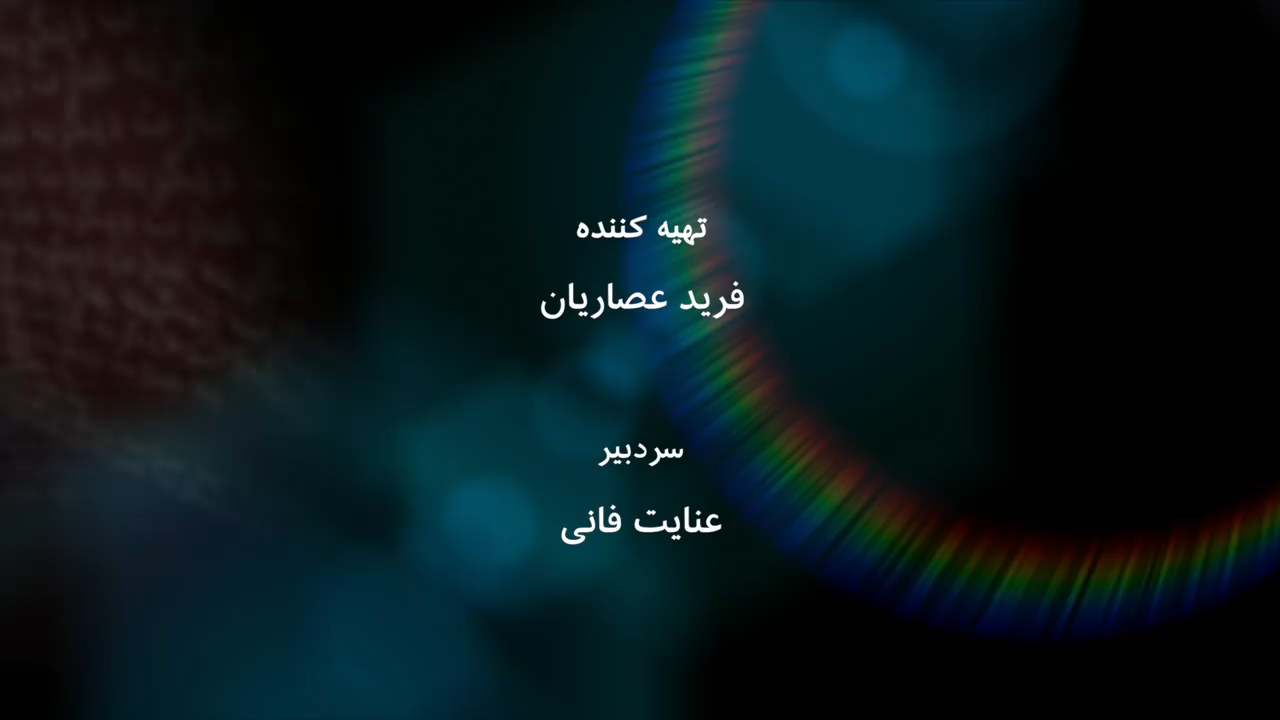 تهیه کننده
فرید عصاریان
سردبیر
عنایت فانی